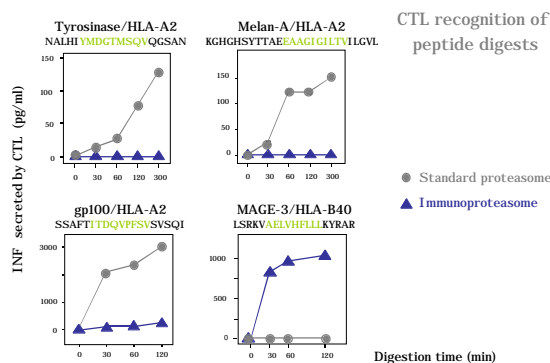 CTL recognition of
peptide digests
Tyrosinase/HLA-A2
NALHIYMDGTMSQVQGSAN
150
100
50
0
0 30 60 120 300
Melan-A/HLA-A2
KGHGHSYTTAEEAAGIGILTVILGVL
150
100
50
0
0 30 60 120 300
INF secreted by CTL (pg/ml)
Standard proteasome
Immunoproteasome
gp100/HLA-A2
SSAFTITDQVPFSVSVSQI
3000
1000
0
0 30 60 120
MAGE-3/HLA-B40
LSRKVAELVHFLLLKYRAR
1000
500
0
0 30 60 120
Digestion time (min)